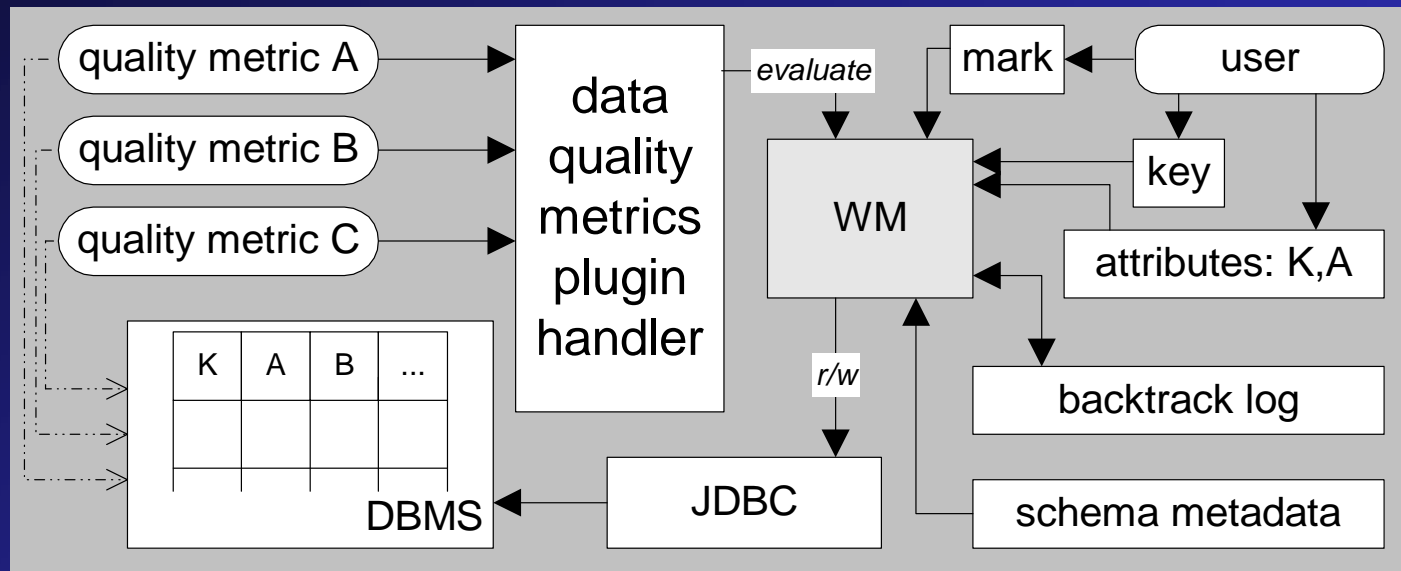 quality metric A
quality metric B
quality metric C
data
quality
metrics
plugin
handler
evaluate
mark
user
key
WM
attributes: K,A
r/w
backtrack log
K A B ...
DBMS
JDBC
schema metadata